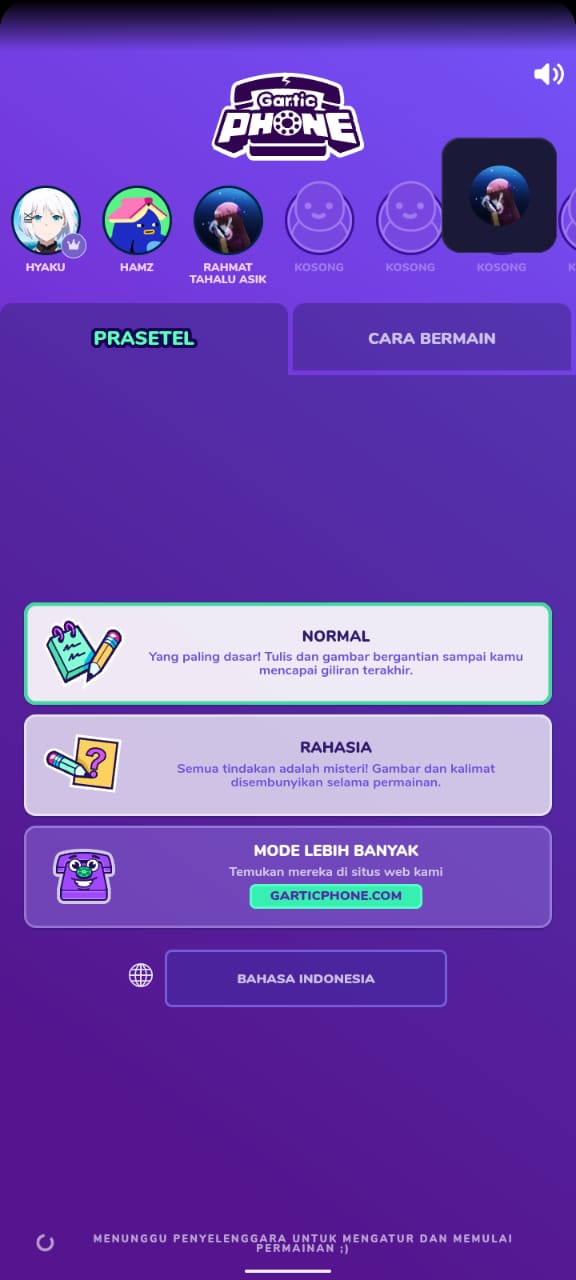 Gartic
PHONE
HYAKU
HAMZ
RAHMAT
TAHALU ASIK
KOSONG
KOSONG
KOSONG
K
PRASETEL
CARA BERMAIN
NORMAL
Yang paling dasar! Tulis dan gambar bergantian sampai kamu
mencapai giliran terakhir.
RAHASIA
Semua tindakan adalah misteri! Gambar dan kalimat
disembunyikan selama permainan.
MODE LEBIH BANYAK
Temukan mereka di situs web kami
GARTICPHONE.COM
BAHASA INDONESIA
MENUNGGU PENYELENGGARA UNTUK MENGATUR DAN MEMULAI
PERMAINAN ;)